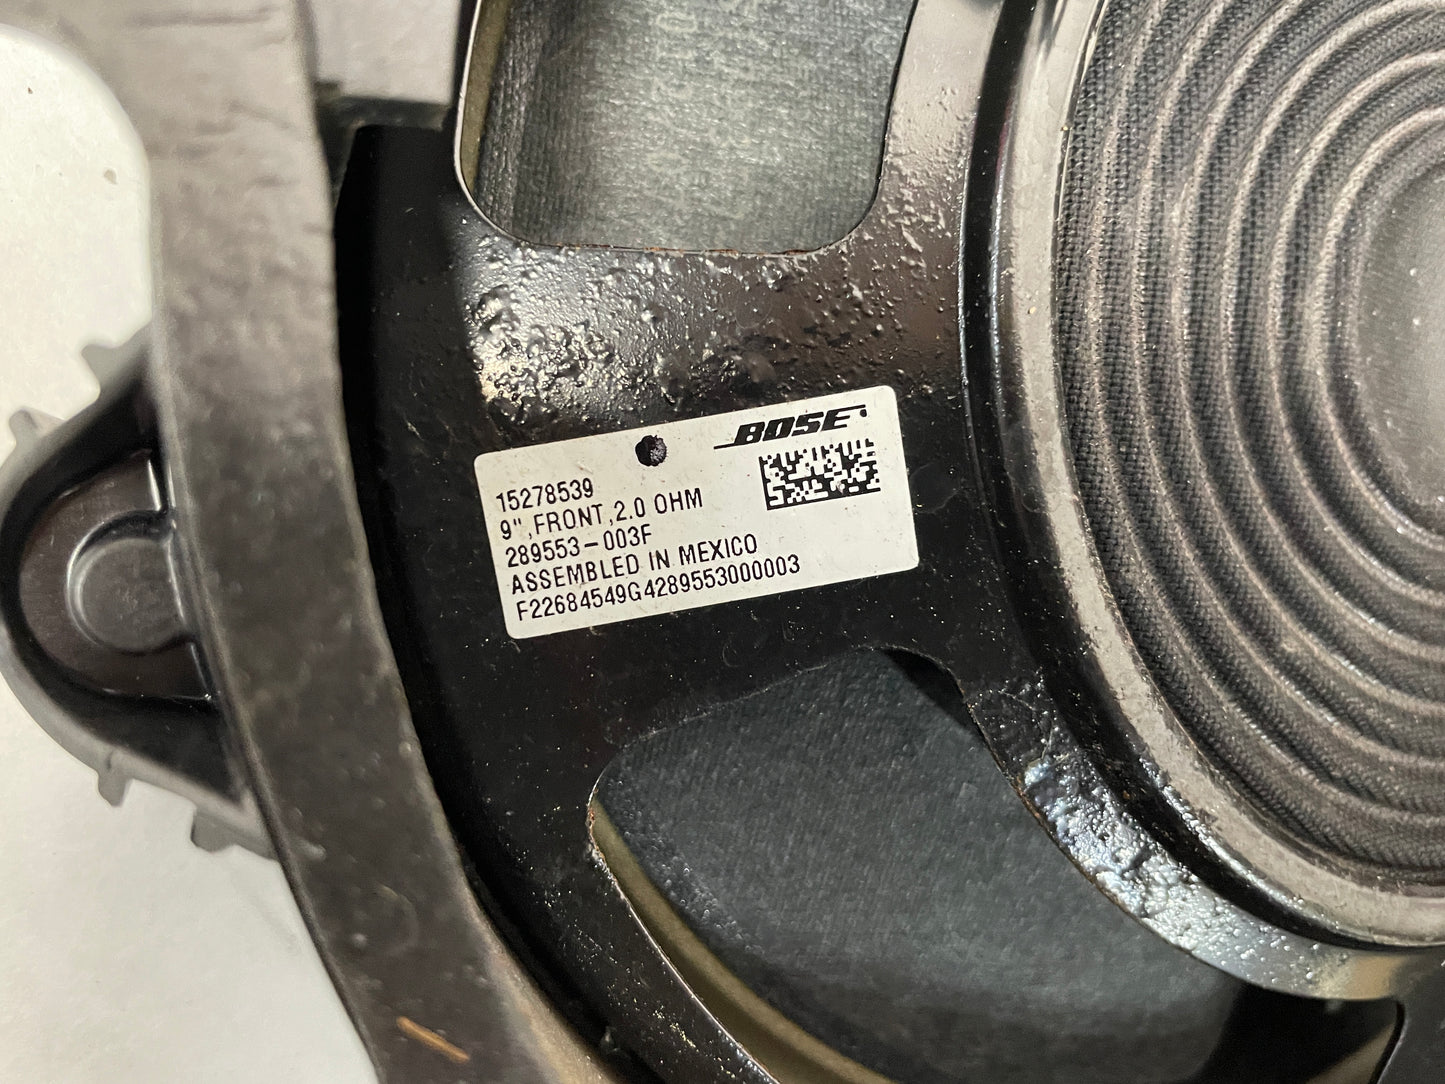 BOSE
15278539
9",FRONT,2.0 OHM
289553-003F
ASSEMBLED IN MEXICO
F22684549G4289553000003